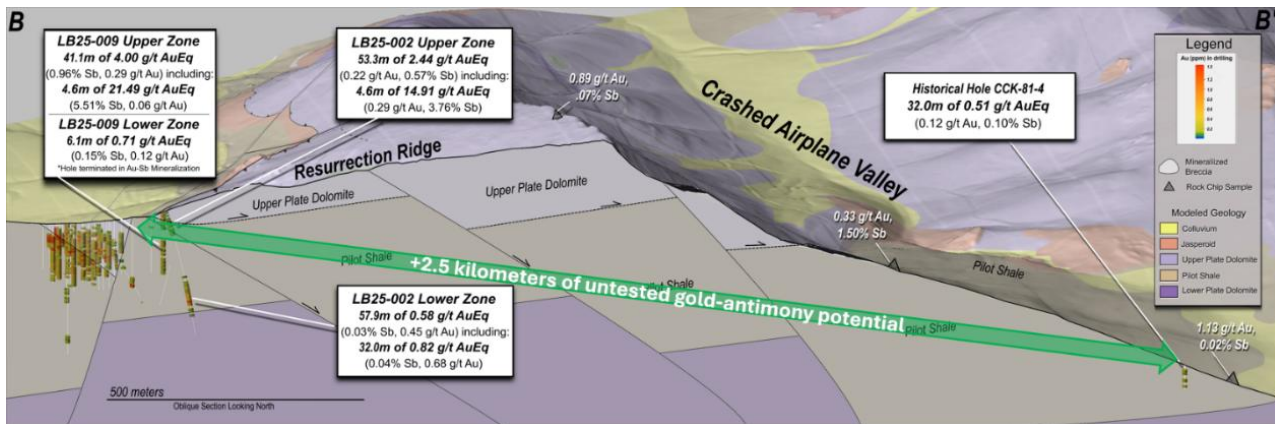 B
B'
LB25-009 Upper Zone
41.1m of 4.00 g/t AuEq
(0.96% Sb, 0.29 g/t Au) including:
4.6m of 21.49 g/t AuEq
(5.51% Sb, 0.06 g/t Au)
LB25-009 Lower Zone
6.1m of 0.71 g/t AuEq
(0.15% Sb, 0.12 g/t Au)
*Hole terminated in Au-Sb Mineralization
LB25-002 Upper Zone
53.3m of 2.44 g/t AuEq
(0.22 g/t Au, 0.57% Sb) including:
4.6m of 14.91 g/t AuEq
(0.29 g/t Au, 3.76% Sb)
0.89 g/t Au,
.07% Sb
Crashed Airplane Valley
Historical Hole CCK-81-4
32.0m of 0.51 g/t AuEq
(0.12 g/t Au, 0.10% Sb)
Legend
Au (ppm) in drilling
Mineralized
Breccia
Rock Chip Sample
Modeled Geology
Colluvium
Jasperoid
Upper Plate Dolomite
Pilot Shale
Lower Plate Dolomite
Resurrection Ridge
Upper Plate Dolomite
Upper Plate Dolomite
0.33 g/t Au,
1.50% Sb
Pilot Shale
Pilot Shale
+2.5 kilometers of untested gold-antimony potential
Pilot Shale
1.13 g/t Au,
0.02% Sb
LB25-002 Lower Zone
57.9m of 0.58 g/t AuEq
(0.03% Sb, 0.45 g/t Au) including:
32.0m of 0.82 g/t AuEq
(0.04% Sb, 0.68 g/t Au)
500 meters
Oblique Section Looking North